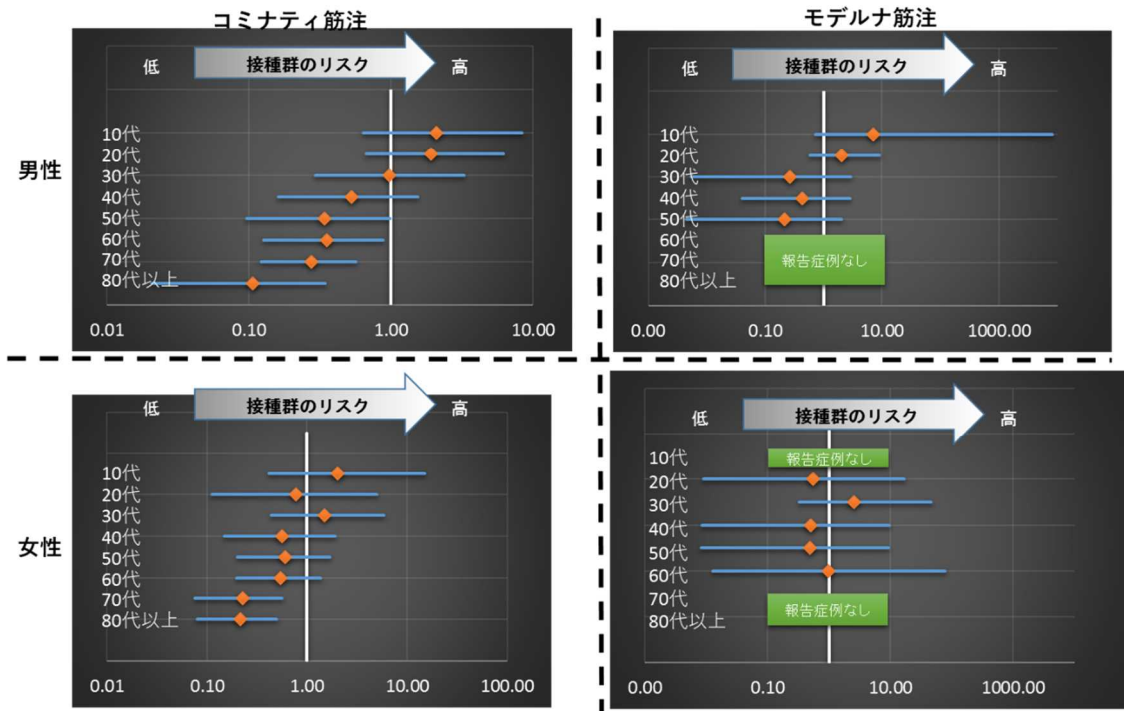 コミナティ筋注
モデルナ筋注
男性
低 接種群のリスク 高
10代
20代
30代
40代
50代
60代
70代
80代以上
0.01 0.10 1.00 10.00
低 接種群のリスク 高
10代
20代
30代
40代
50代
60代
70代
80代以上
報告症例なし
0.00 0.10 10.00 1000.00
女性
低 接種群のリスク 高
10代
20代
30代
40代
50代
60代
70代
80代以上
0.01 0.10 1.00 10.00 100.00
低 接種群のリスク 高
10代 報告症例なし
20代
30代
40代
50代
60代
70代
80代以上
報告症例なし
0.00 0.10 10.00 1000.00